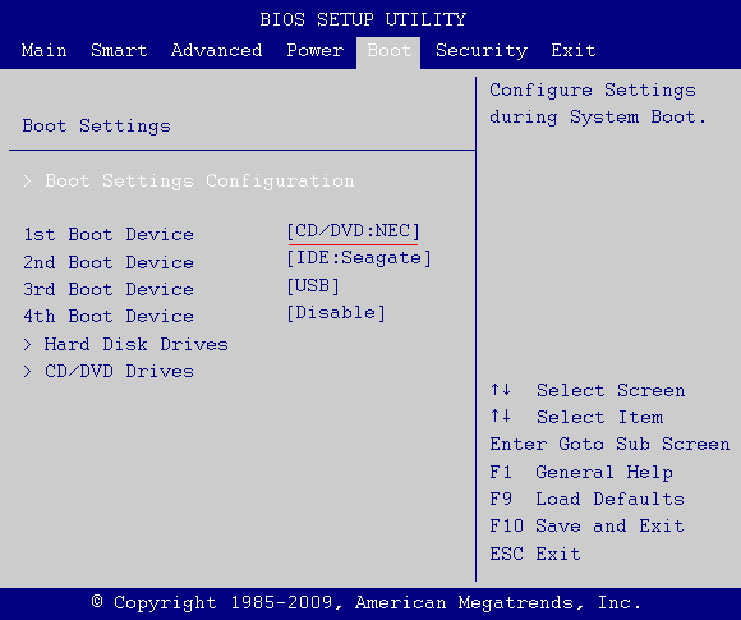 BIOS SETUP UTILITY
Main Smart Advanced Power Boot Security Exit
Boot Settings
> Boot Settings Configuration
1st Boot Device [CD/DVD:NEC]
2nd Boot Device [IDE:Seagate]
3rd Boot Device [USB]
4th Boot Device [Disable]
> Hard Disk Drives
> CD/DVD Drives
Configure Settings
during System Boot.
↑↓ Select Screen
↑↓ Select Item
Enter Goto Sub Screen
F1 General Help
F9 Load Defaults
F10 Save and Exit
ESC Exit
© Copyright 1985-2009, American Megatrends, Inc.